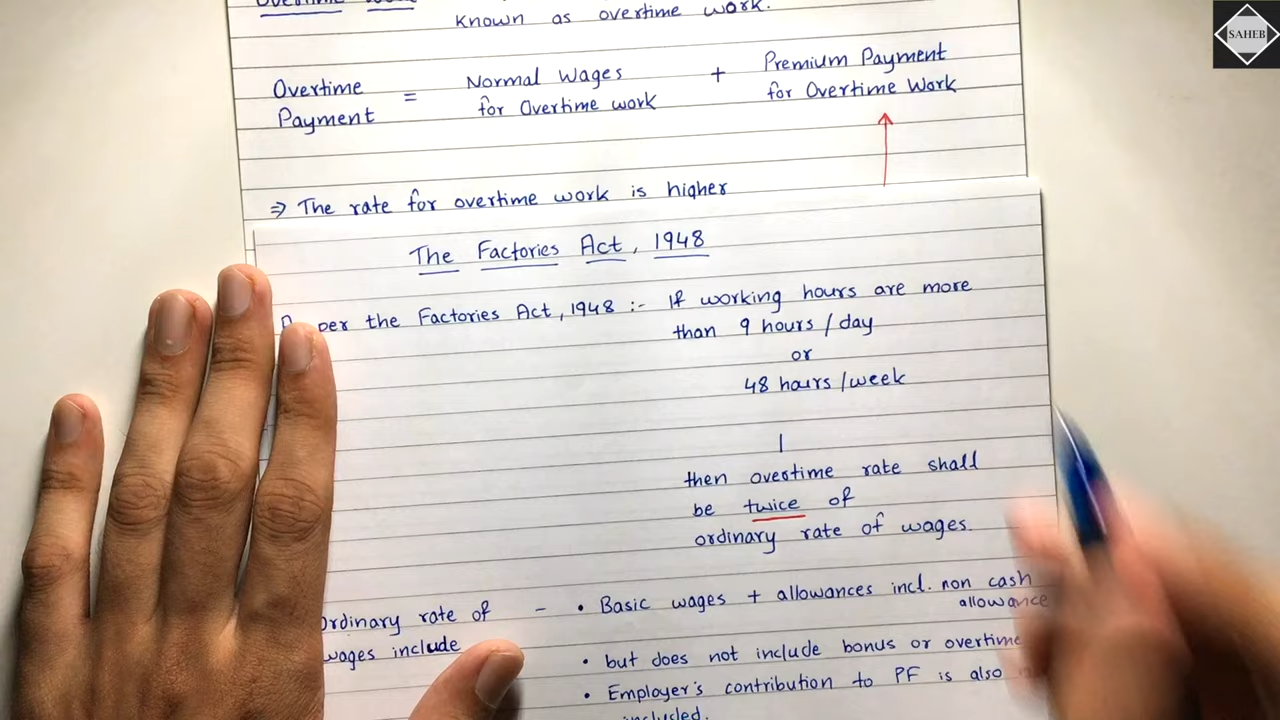 known as overtime work.
SAHEB
Overtime Payment = Normal Wages for Overtime work + Premium Payment for Overtime Work
⇒ The rate for overtime work is higher
The Factories Act, 1948
per the Factories Act, 1948 :- If working hours are more
than 9 hours / day
or
48 hours / week
then overtime rate shall
be twice of
ordinary rate of wages.
ordinary rate of wages include - • Basic wages + allowances incl. non cash allowance
• but does not include bonus or overtime
• Employer's contribution to PF is also
included.